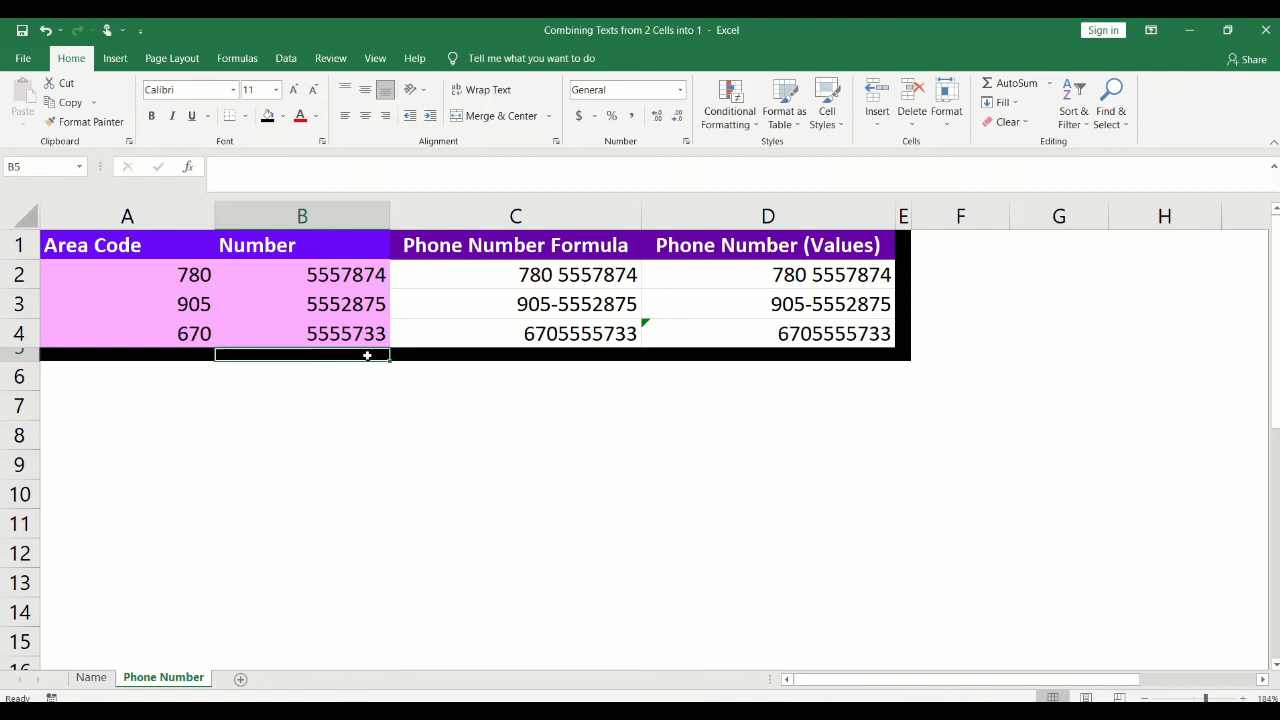 Combining Texts from 2 Cells into 1 - Excel
Sign in
File Home Insert Page Layout Formulas Data Review View Help Tell me what you want to do Share
Paste
Cut
Copy
Format Painter
Clipboard
Calibri 11
B I U
Font
Wrap Text
Merge & Center
Alignment
General
$ % ,
Number
Conditional Formatting
Format as Table
Cell Styles
Styles
Insert
Delete
Format
Cells
AutoSum
Fill
Clear
Sort & Filter
Find & Select
Editing
B5 fx
A B C D E F G H
1 Area Code Number Phone Number Formula Phone Number (Values)
2 780 5557874 780 5557874 780 5557874
3 905 5552875 905-5552875 905-5552875
4 670 5555733 6705555733 6705555733
5
6
7
8
9
10
11
12
13
14
15
16
Name Phone Number
Ready 184%